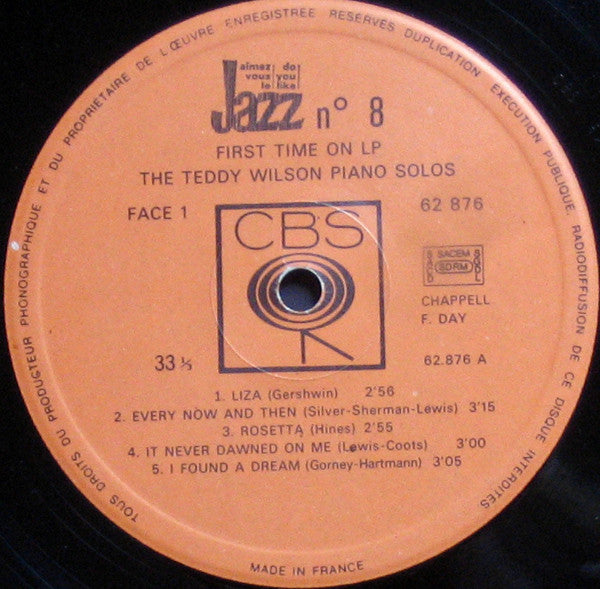 TOUS DROITS DU PRODUCTEUR PHONOGRAPHIQUE ET DU PROPRIETAIRE DE L'ŒUVRE ENREGISTREE RESERVES DUPLICATION EXECUTION PUBLIQUE, RADIODIFFUSION DE CE DISQUE INTERDITES
aimez do
vous you
le like
Jazz n° 8
FIRST TIME ON LP
THE TEDDY WILSON PIANO SOLOS
FACE 1
62 876
CBS
SACEM
SDRM
CHAPPELL
F. DAY
33 ⅓
62.876 A
1. LIZA (Gershwin) 2'56
2. EVERY NOW AND THEN (Silver-Sherman-Lewis) 3'15
3. ROSETTA (Hines) 2'55
4. IT NEVER DAWNED ON ME (Lewis-Coots) 3'00
5. I FOUND A DREAM (Gorney-Hartmann) 3'05
MADE IN FRANCE